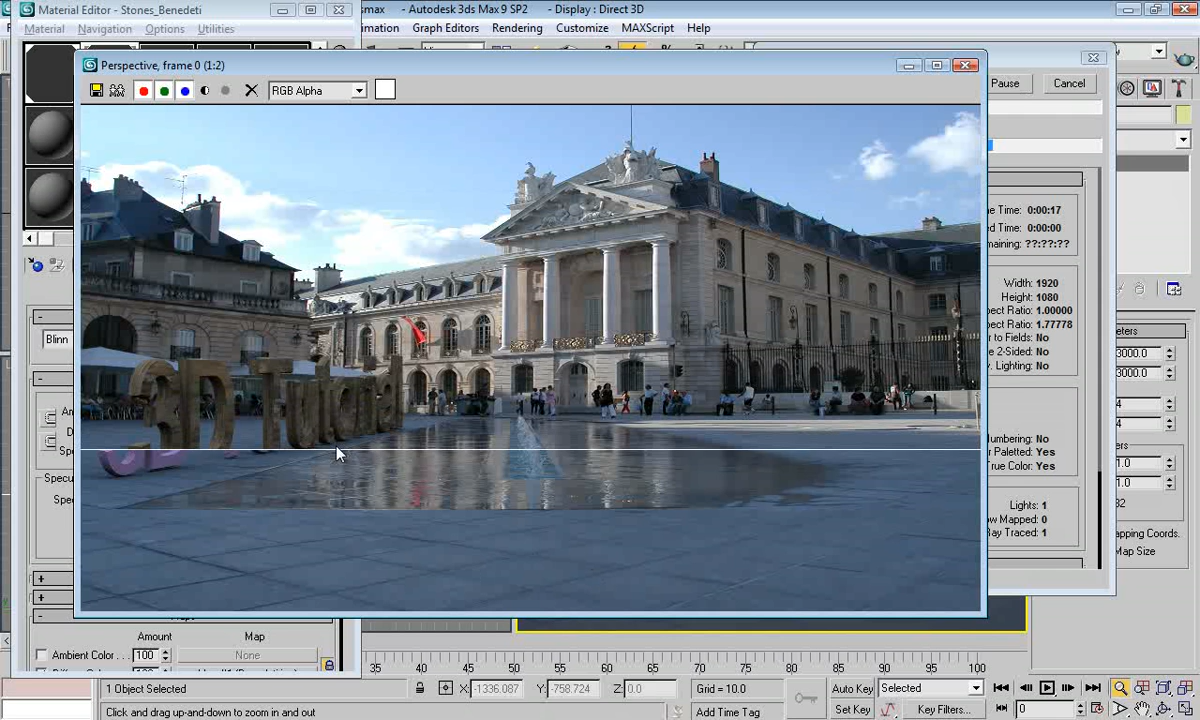 Material Editor - Stones_Benedeti
max - Autodesk 3ds Max 9 SP2 - Display : Direct 3D
Material Navigation Options Utilities
mation Graph Editors Rendering Customize MAXScript Help
Perspective, frame 0 (1:2)
RGB Alpha
Pause Cancel
3D Tutorial
me Time: 0:00:17
d Time: 0:00:00
maining: ??:??:??
Width: 1920
Height: 1080
pect Ratio: 1.00000
pect Ratio: 1.77778
r to Fields: No
e 2-Sided: No
. Lighting: No
umbering: No
r Paletted: Yes
True Color: Yes
Lights: 1
ow Mapped: 0
Ray Traced: 1
Blinn
Specu
Spe
eters
3000.0
3000.0
4
4
ers
1.0
1.0
32
apping Coords.
Map Size
Amount Map
Ambient Color . . . 100 None
35 40 45 50 55 60 65 70 75 80 85 90 95 100
1 Object Selected X: -1336.087 Y: -758.724 Z: 0.0 Grid = 10.0 Auto Key Selected
Click and drag up-and-down to zoom in and out Add Time Tag Set Key Key Filters... 0